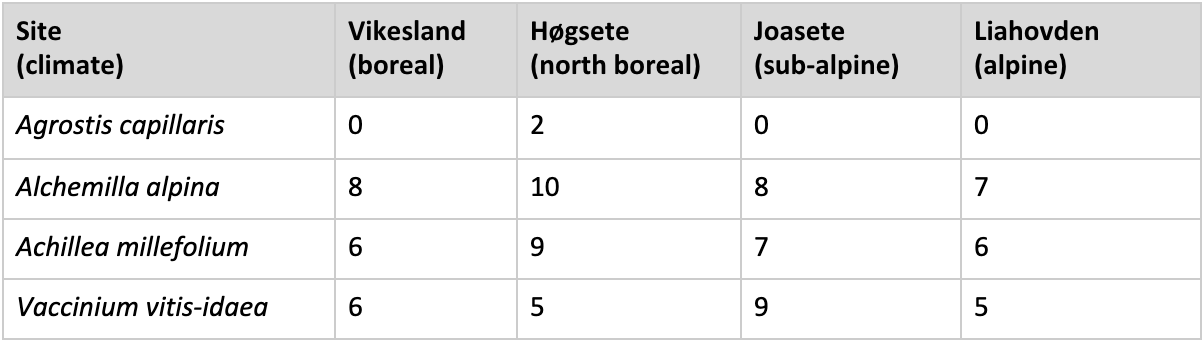 Site Vikesland Høgsete Joasete Liahovden
(climate) (boreal) (north boreal) (sub-alpine) (alpine)
Agrostis capillaris 0 2 0 0
Alchemilla alpina 8 10 8 7
Achillea millefolium 6 9 7 6
Vaccinium vitis-idaea 6 5 9 5